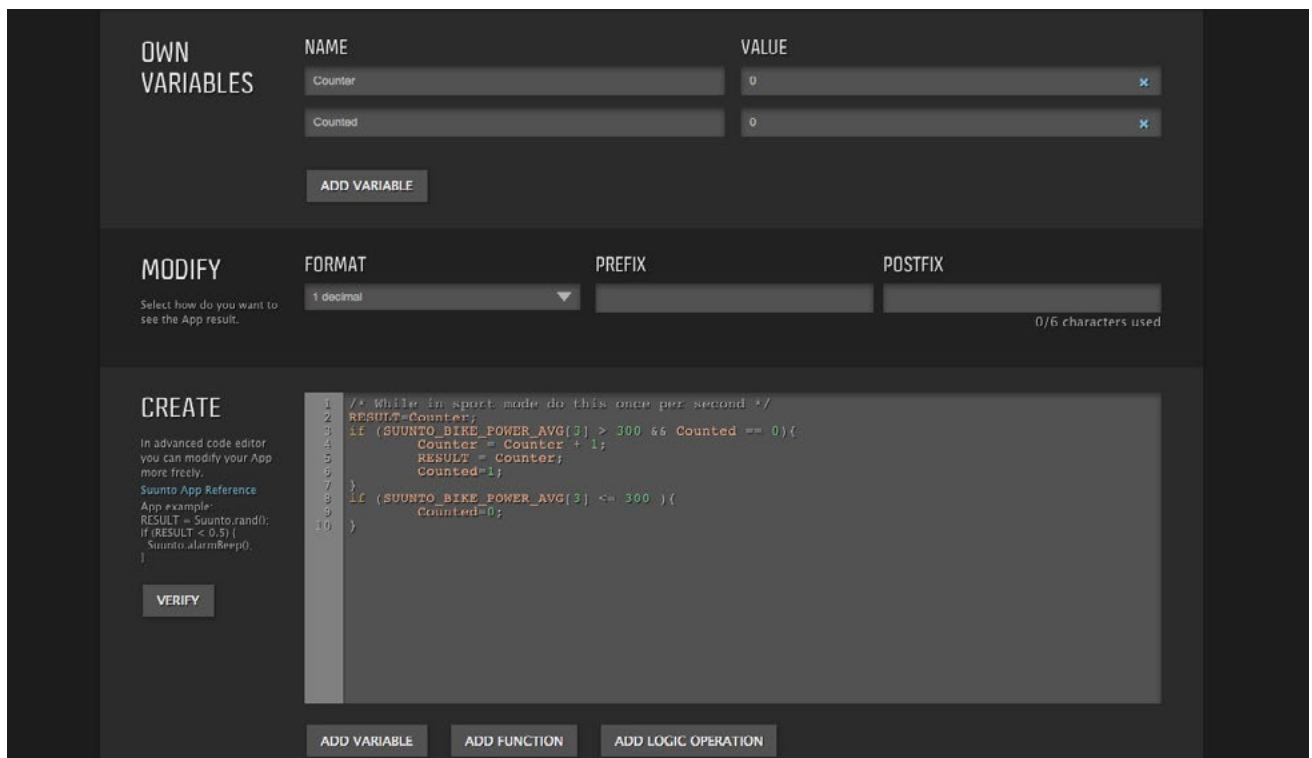 OWN
VARIABLES
NAME
VALUE
Counter
0
×
Counted
0
×
ADD VARIABLE
MODIFY
Select how do you want to
see the App result.
FORMAT
PREFIX
POSTFIX
1 decimal
0/6 characters used
CREATE
In advanced code editor
you can modify your App
more freely.
Suunto App Reference
App example:
RESULT = Suunto.rand();
if (RESULT < 0.5) {
Suunto.alarmBeep();
}
VERIFY
1 /* While in sport mode do this once per second */
2 RESULT=Counter;
3 if (SUUNTO_BIKE_POWER_AVG[3] > 300 && Counted == 0){
4 Counter = Counter + 1;
5 RESULT = Counter;
6 Counted=1;
7 }
8 if (SUUNTO_BIKE_POWER_AVG[3] <= 300 ){
9 Counted=0;
10 }
ADD VARIABLE
ADD FUNCTION
ADD LOGIC OPERATION